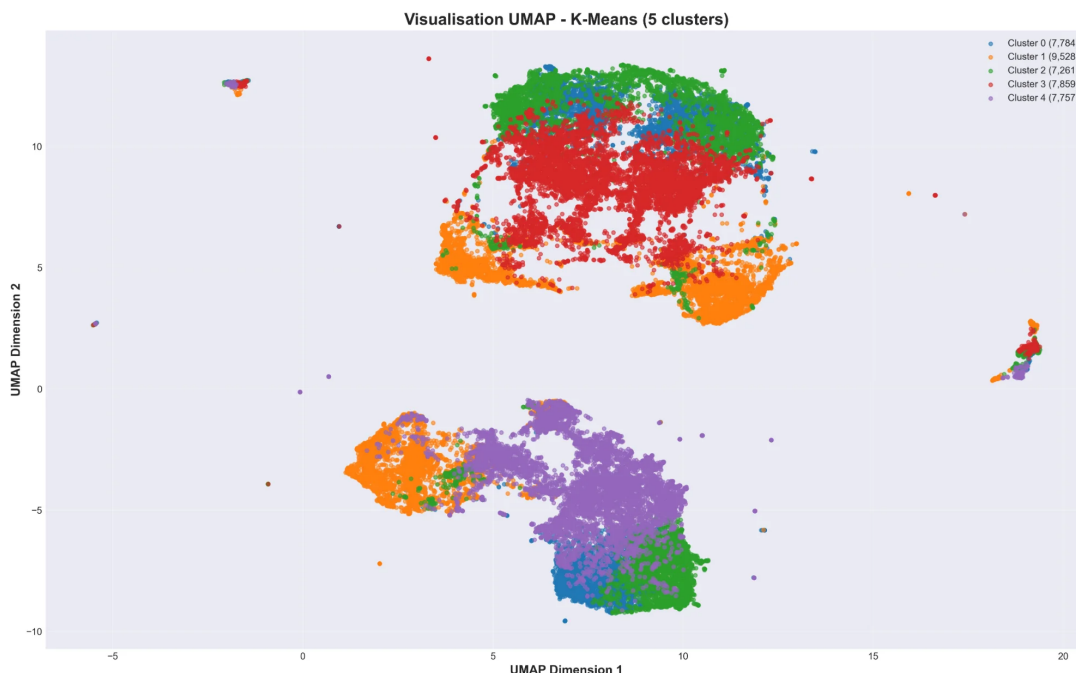 Visualisation UMAP - K-Means (5 clusters)
Cluster 0 (7,784
Cluster 1 (9,528
Cluster 2 (7,261
Cluster 3 (7,859
Cluster 4 (7,757
UMAP Dimension 2
10
5
0
−5
−10
−5
0
5
10
15
20
UMAP Dimension 1